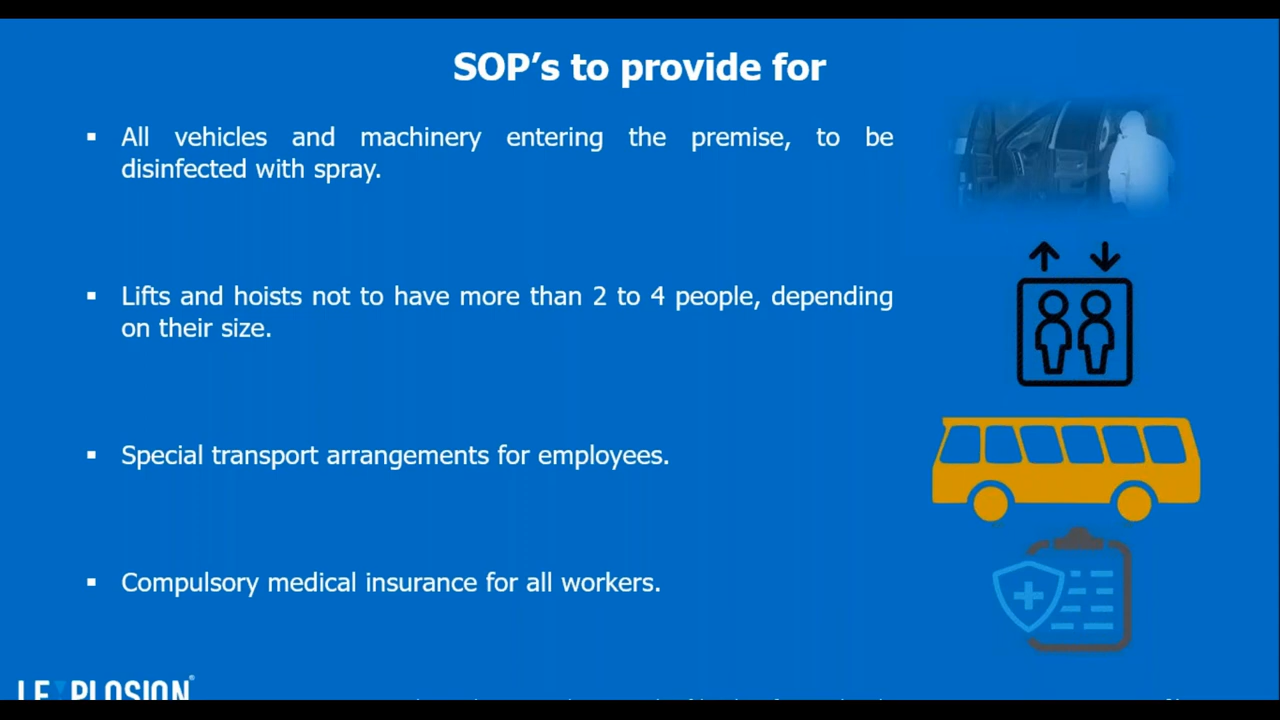 SOP’s to provide for
▪ All vehicles and machinery entering the premise, to be
disinfected with spray.
▪ Lifts and hoists not to have more than 2 to 4 people, depending
on their size.
▪ Special transport arrangements for employees.
▪ Compulsory medical insurance for all workers.
LEXPLOSION